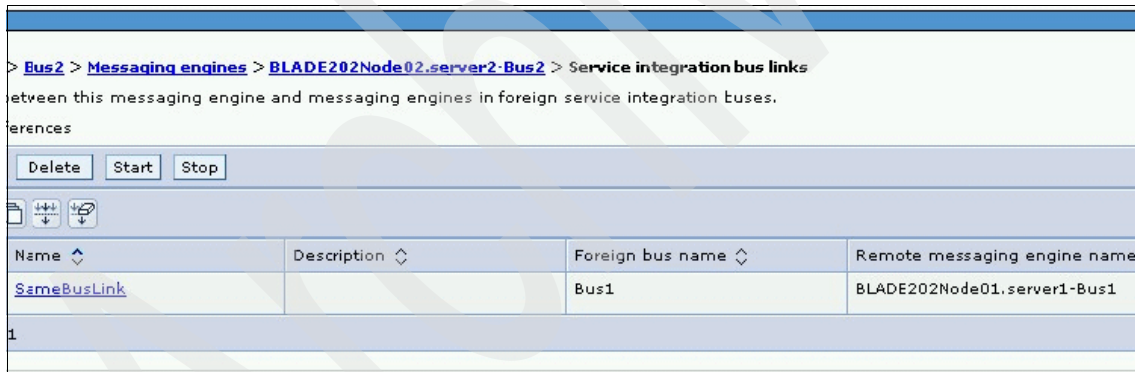 > Bus2 > Messaging engines > BLADE202Node02.server2-Bus2 > Service integration bus links
between this messaging engine and messaging engines in foreign service integration buses.
ferences
Delete Start Stop
Name Description Foreign bus name Remote messaging engine name
SameBusLink Bus1 BLADE202Node01.server1-Bus1
1